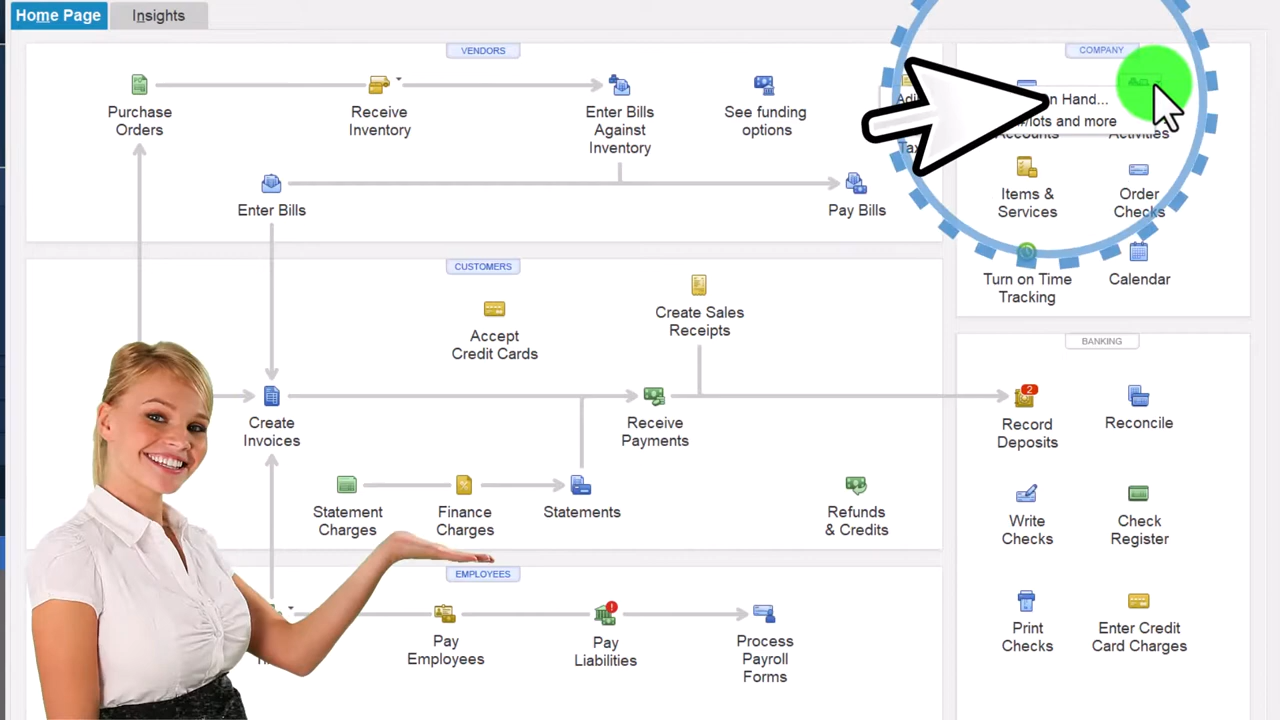 Home Page
Insights
VENDORS
Purchase
Orders
Receive
Inventory
Enter Bills
Against
Inventory
See funding
options
Enter Bills
Pay Bills
COMPANY
Hand...
lots and more
Items &
Services
Order
Checks
Turn on Time
Tracking
Calendar
CUSTOMERS
Accept
Credit Cards
Create Sales
Receipts
Create
Invoices
Receive
Payments
Statement
Charges
Finance
Charges
Statements
Refunds
& Credits
BANKING
2
Record
Deposits
Reconcile
Write
Checks
Check
Register
Print
Checks
Enter Credit
Card Charges
EMPLOYEES
Pay
Employees
Pay
Liabilities
Process
Payroll
Forms